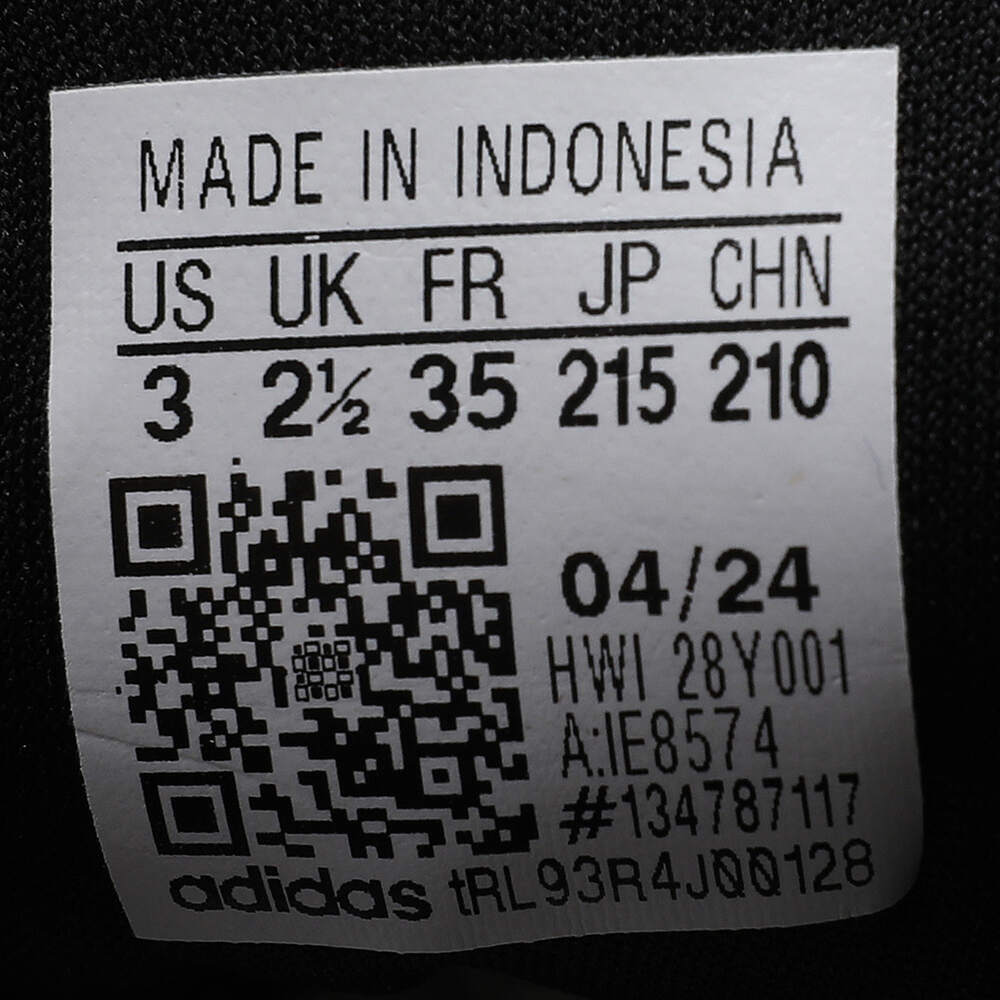 MADE IN INDONESIA
US UK FR JP CHN
3 2½ 35 215 210
04/24
HWI 28Y001
A:IE8574
#134787117
adidas tRL93R4J00128